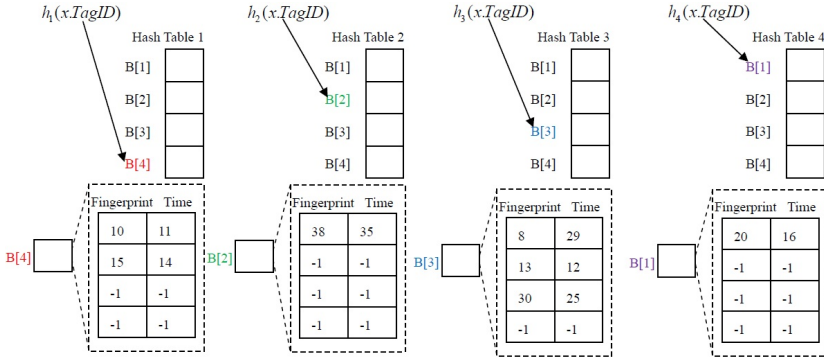 h1(x.TagID) h2(x.TagID) h3(x.TagID) h4(x.TagID)
Hash Table 1 Hash Table 2 Hash Table 3 Hash Table 4
B[1] B[1] B[1] B[1]
B[2] B[2] B[2] B[2]
B[3] B[3] B[3] B[3]
B[4] B[4] B[4] B[4]
B[4]
Fingerprint Time
10 11
15 14
-1 -1
-1 -1
B[2]
Fingerprint Time
38 35
-1 -1
-1 -1
-1 -1
B[3]
Fingerprint Time
8 29
13 12
30 25
-1 -1
B[1]
Fingerprint Time
20 16
-1 -1
-1 -1
-1 -1